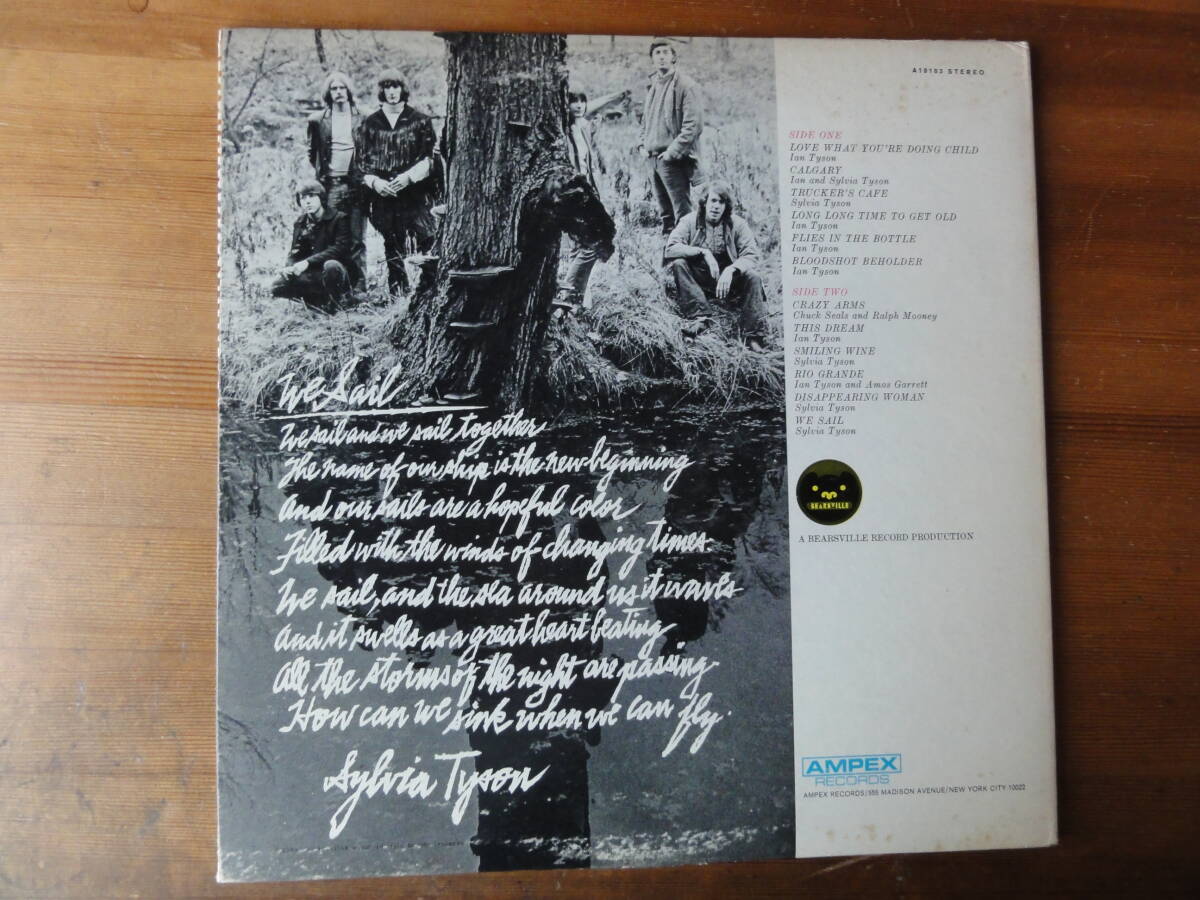 A10103 STEREO
SIDE ONE
LOVE WHAT YOU'RE DOING CHILD
Ian Tyson
CALGARY
Ian and Sylvia Tyson
TRUCKER'S CAFE
Sylvia Tyson
LONG LONG TIME TO GET OLD
Ian Tyson
FLIES IN THE BOTTLE
Ian Tyson
BLOODSHOT BEHOLDER
Ian Tyson
SIDE TWO
CRAZY ARMS
Chuck Seals and Ralph Mooney
THIS DREAM
Ian Tyson
SMILING WINE
Sylvia Tyson
RIO GRANDE
Ian Tyson and Amos Garrett
DISAPPEARING WOMAN
Sylvia Tyson
WE SAIL
Sylvia Tyson
BEARSVILLE
A BEARSVILLE RECORD PRODUCTION
AMPEX
RECORDS
AMPEX RECORDS/555 MADISON AVENUE/NEW YORK CITY 10022
We Sail
We sail and we sail together
The name of our ship is the new beginning
And our sails are a hopeful color
Filled with the winds of changing times.
We sail, and the sea around us it waves
And it swells as a great heart beating
All the storms of the night are passing.
How can we sink when we can fly.
Sylvia Tyson